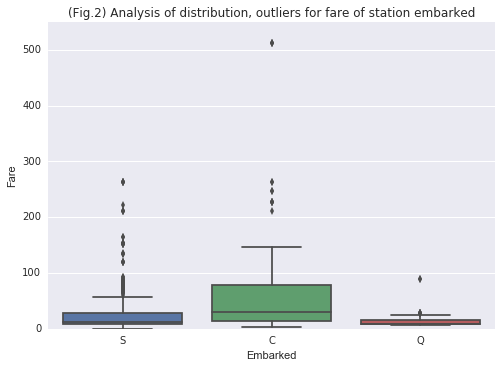 (Fig.2) Analysis of distribution, outliers for fare of station embarked
500
400
300
200
100
0
Fare
S C Q
Embarked